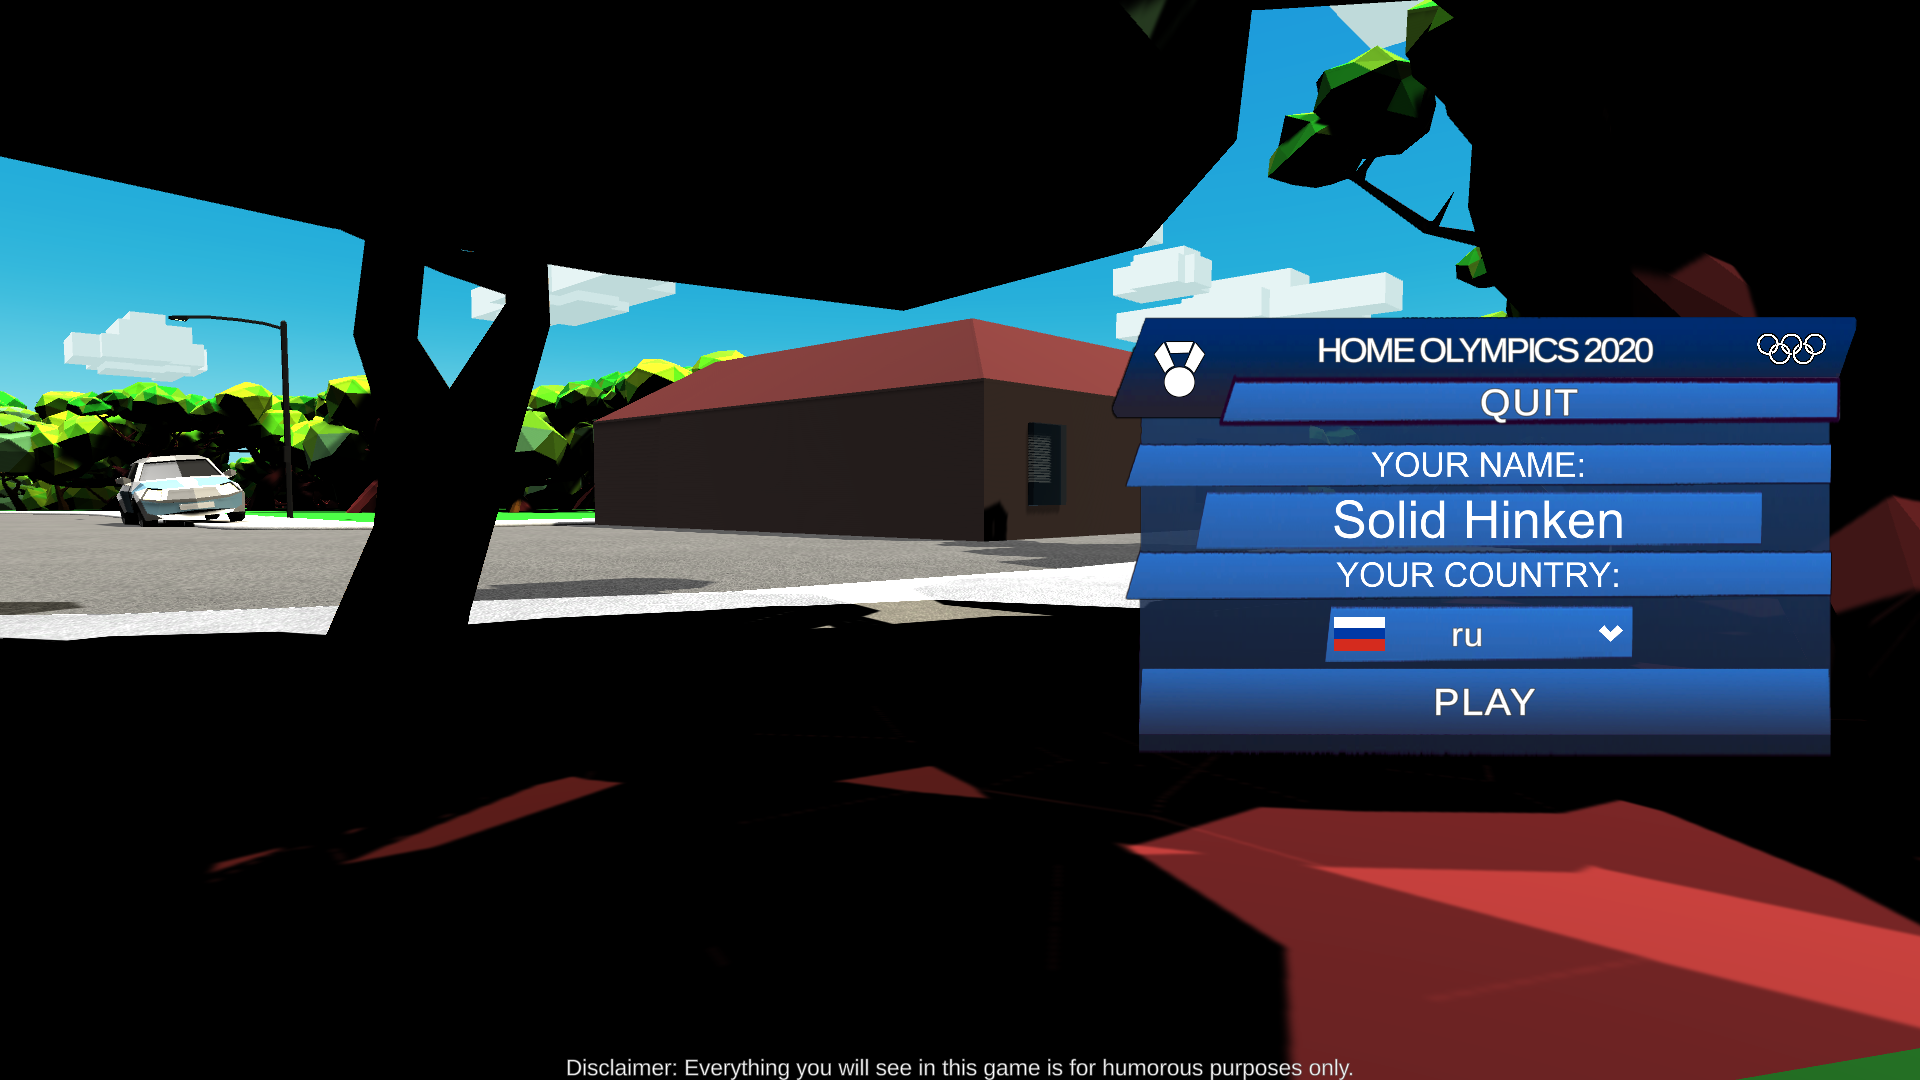 HOME OLYMPICS 2020
QUIT
YOUR NAME:
Solid Hinken
YOUR COUNTRY:
ru
PLAY
Disclaimer: Everything you will see in this game is for humorous purposes only.